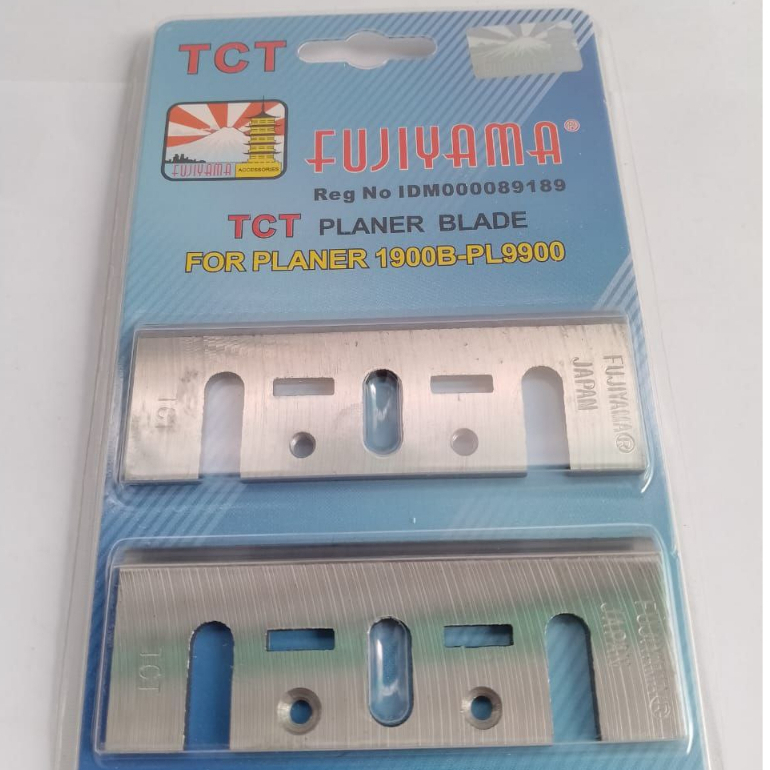 TCT
FUJIYAMA
ACCESSORIES
FUJIYAMA®
Reg No IDM000089189
TCT PLANER BLADE
FOR PLANER 1900B-PL9900
TCT
FUJIYAMA®
JAPAN
TCT
FUJIYAMA®
JAPAN